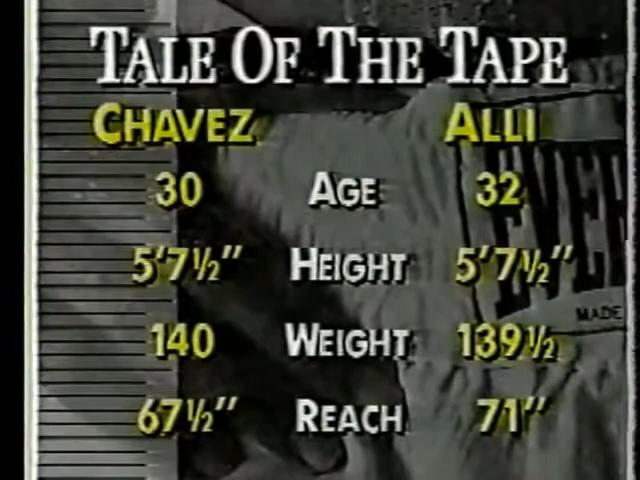 TALE OF THE TAPE
CHAVEZ ALLI
30 AGE 32
5'7½" HEIGHT 5'7½"
140 WEIGHT 139½
67½" REACH 71"
EVER
MADE